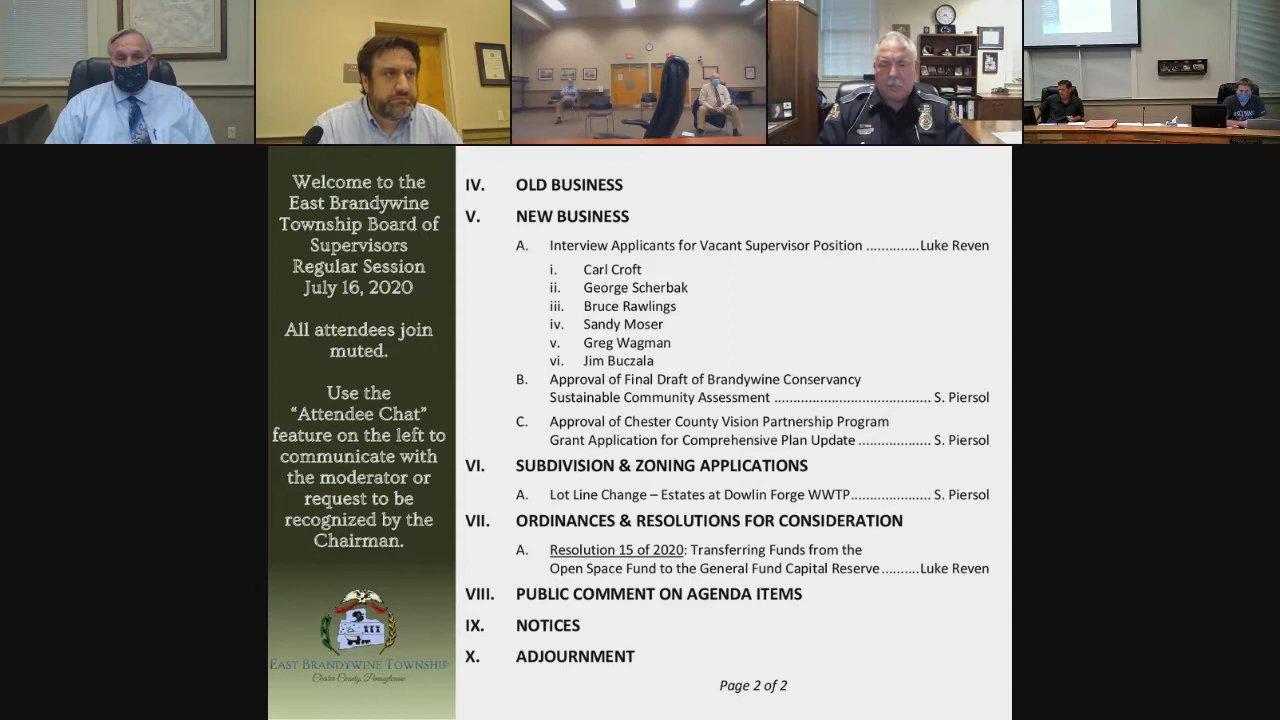 Welcome to the
East Brandywine
Township Board of
Supervisors
Regular Session
July 16, 2020
All attendees join
muted.
Use the
“Attendee Chat”
feature on the left to
communicate with
the moderator or
request to be
recognized by the
Chairman.
EAST BRANDYWINE TOWNSHIP
Chester County, Pennsylvania
IV. OLD BUSINESS
V. NEW BUSINESS
A. Interview Applicants for Vacant Supervisor Position .............Luke Reven
i. Carl Croft
ii. George Scherbak
iii. Bruce Rawlings
iv. Sandy Moser
v. Greg Wagman
vi. Jim Buczala
B. Approval of Final Draft of Brandywine Conservancy
Sustainable Community Assessment ....................................... S. Piersol
C. Approval of Chester County Vision Partnership Program
Grant Application for Comprehensive Plan Update .................. S. Piersol
VI. SUBDIVISION & ZONING APPLICATIONS
A. Lot Line Change – Estates at Dowlin Forge WWTP.................... S. Piersol
VII. ORDINANCES & RESOLUTIONS FOR CONSIDERATION
A. Resolution 15 of 2020: Transferring Funds from the
Open Space Fund to the General Fund Capital Reserve.........Luke Reven
VIII. PUBLIC COMMENT ON AGENDA ITEMS
IX. NOTICES
X. ADJOURNMENT
Page 2 of 2